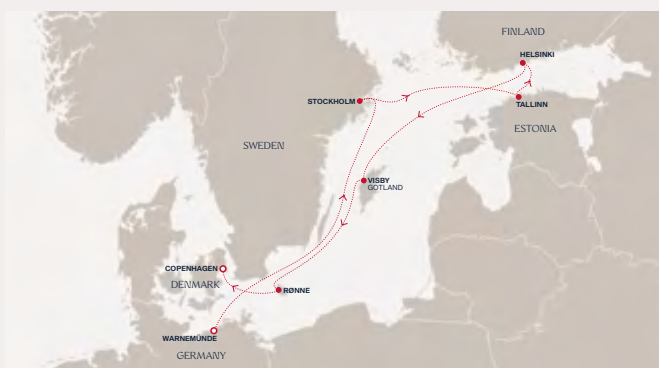 FINLAND
HELSINKI
STOCKHOLM
TALLINN
ESTONIA
SWEDEN
VISBY
GOTLAND
COPENHAGEN
DENMARK
RØNNE
WARNEMÜNDE
GERMANY